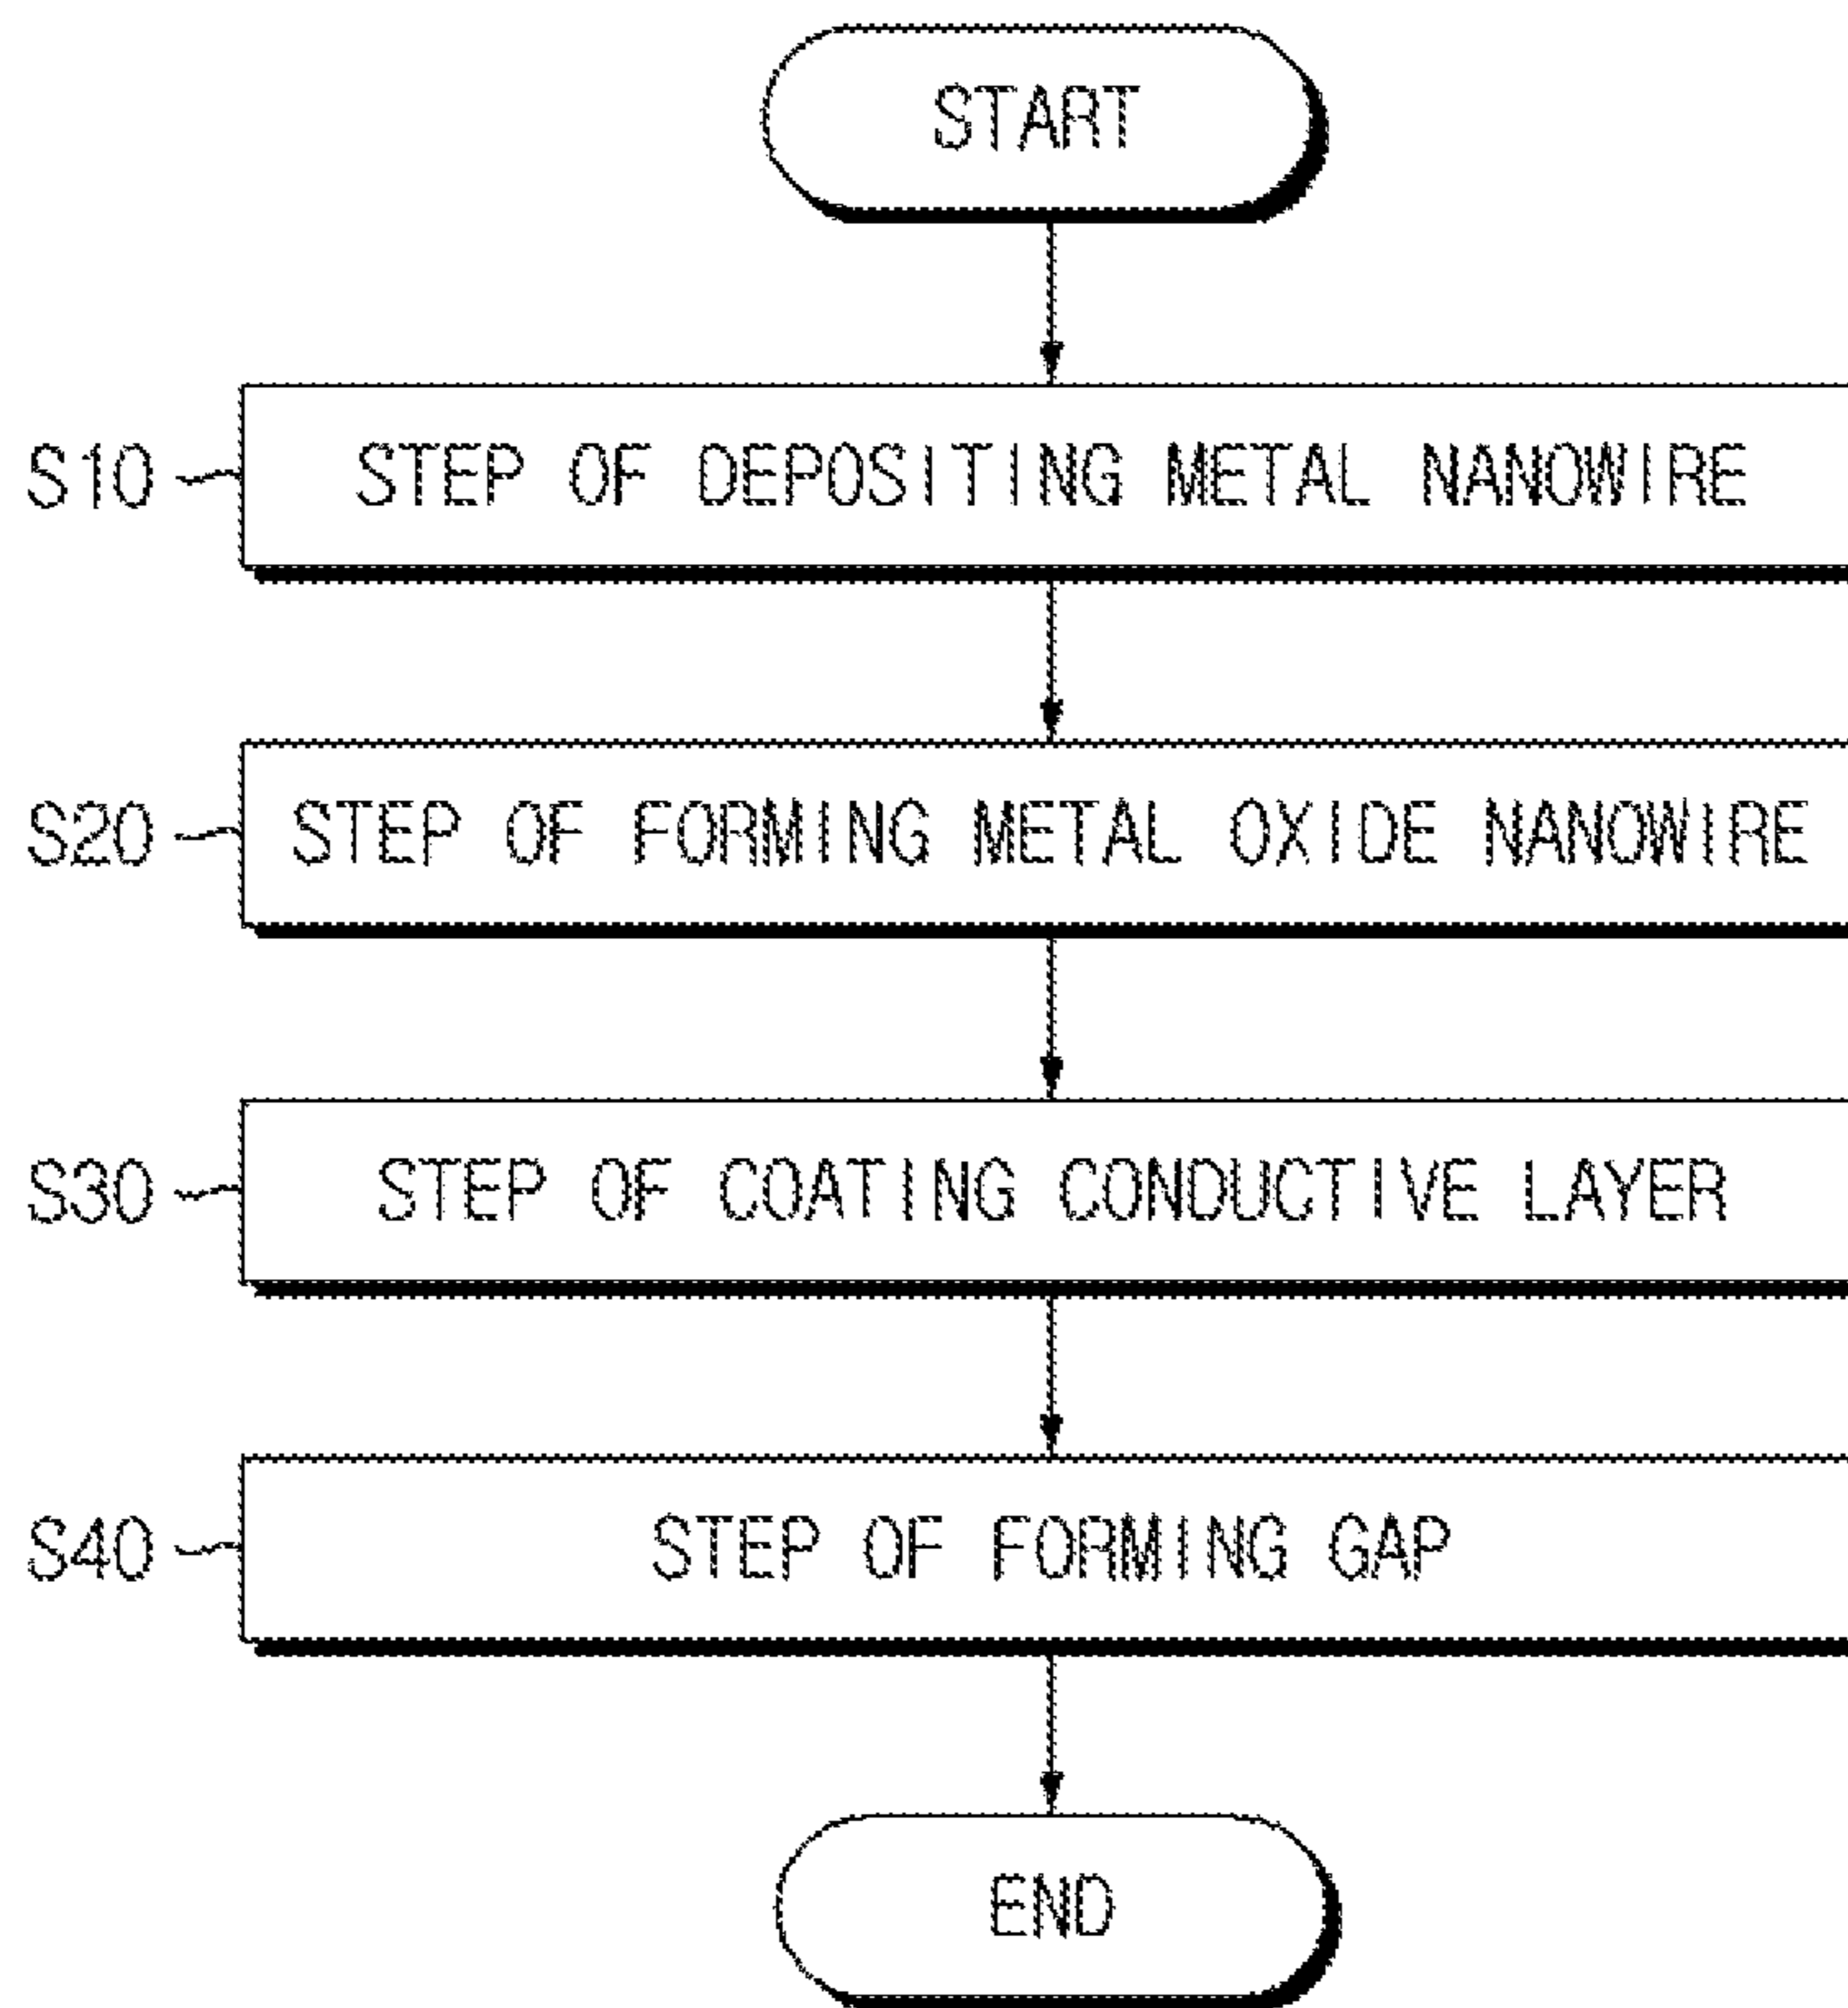 START
S10 STEP OF DEPOSITING METAL NANOWIRE
S20 STEP OF FORMING METAL OXIDE NANOWIRE
S30 STEP OF COATING CONDUCTIVE LAYER
S40 STEP OF FORMING GAP
END